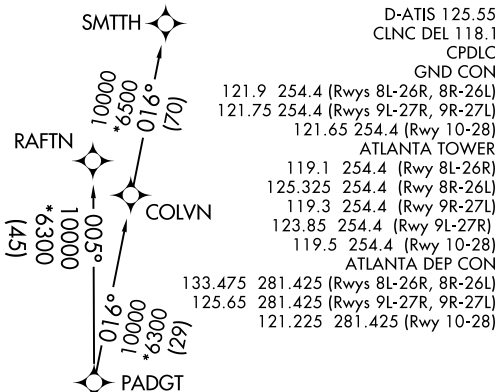 SMTTH
10000
*6500
016°
(70)
RAFTN
COLVN
005°
10000
*6300
(45)
016°
10000
*6300
(29)
PADGT
D-ATIS 125.55
CLNC DEL 118.1
CPDLC
GND CON
121.9 254.4 (Rwys 8L-26R, 8R-26L)
121.75 254.4 (Rwys 9L-27R, 9R-27L)
121.65 254.4 (Rwy 10-28)
ATLANTA TOWER
119.1 254.4 (Rwy 8L-26R)
125.325 254.4 (Rwy 8R-26L)
119.3 254.4 (Rwy 9R-27L)
123.85 254.4 (Rwy 9L-27R)
119.5 254.4 (Rwy 10-28)
ATLANTA DEP CON
133.475 281.425 (Rwys 8L-26R, 8R-26L)
125.65 281.425 (Rwys 9L-27R, 9R-27L)
121.225 281.425 (Rwy 10-28)